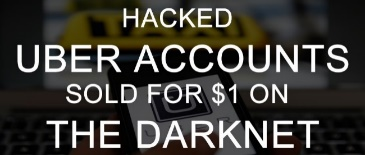 HACKED
UBER ACCOUNTS
SOLD FOR $1 ON
THE DARKNET